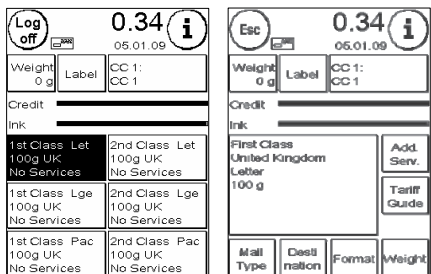 Log
off
0.34
i
05.01.09
Weight
0 g
Label
CC 1:
CC 1
Credit
Ink
1st Class Let
100g UK
No Services
2nd Class Let
100g UK
No Services
1st Class Lge
100g UK
No Services
2nd Class Lge
100g UK
No Services
1st Class Pac
100g UK
No Services
2nd Class Pac
100g UK
No Services
Esc
0.34
i
05.01.09
Weight
0 g
Label
CC 1:
CC 1
Credit
Ink
First Class
United Kingdom
Letter
100 g
Add.
Serv.
Tariff
Guide
Mail
Type
Desti
nation
Format
Weight